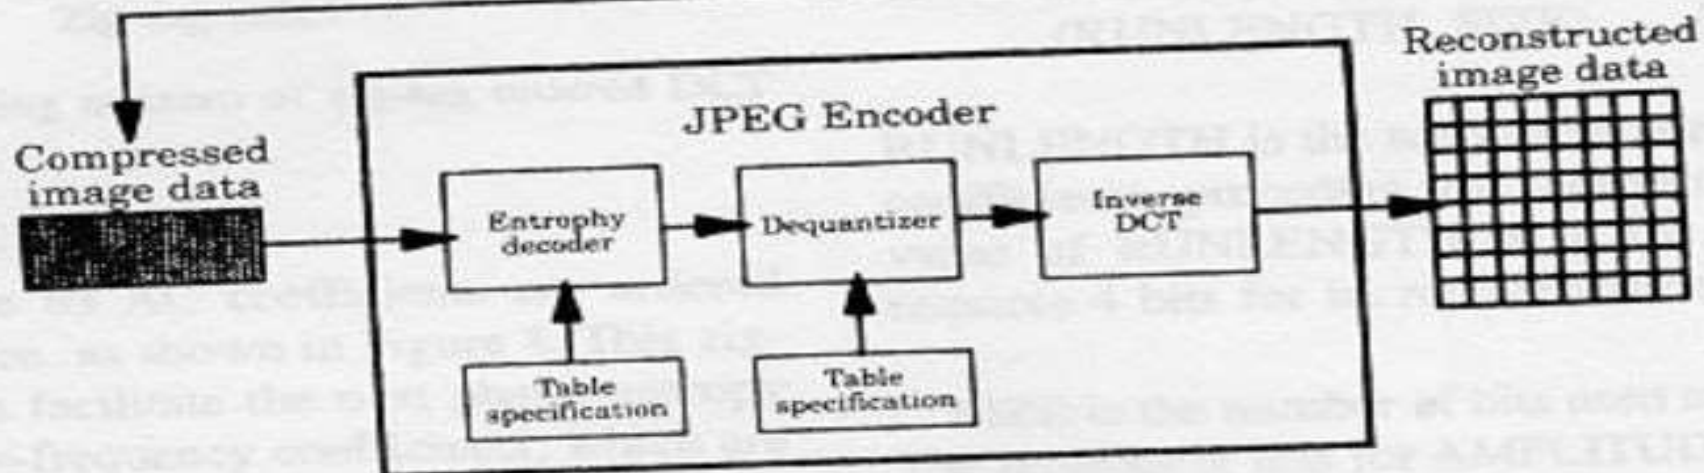 Compressed
image data
JPEG Encoder
Entrophy
decoder
Dequantizer
Inverse
DCT
Table
specification
Table
specification
Reconstructed
image data